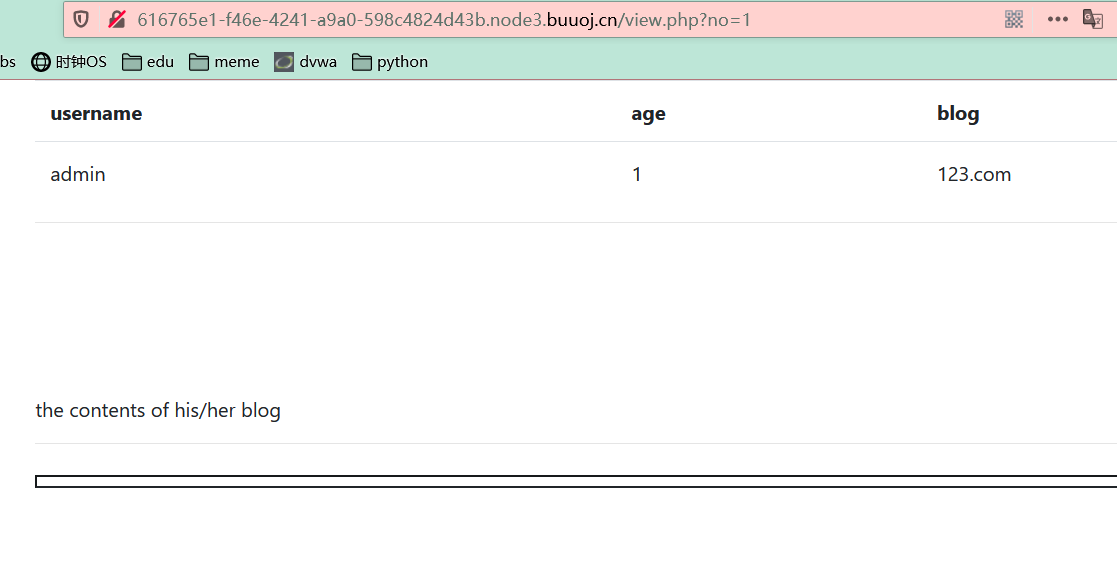 616765e1-f46e-4241-a9a0-598c4824d43b.node3.buuoj.cn/view.php?no=1
bs 时钟OS edu meme dvwa python
username age blog
admin 1 123.com
the contents of his/her blog